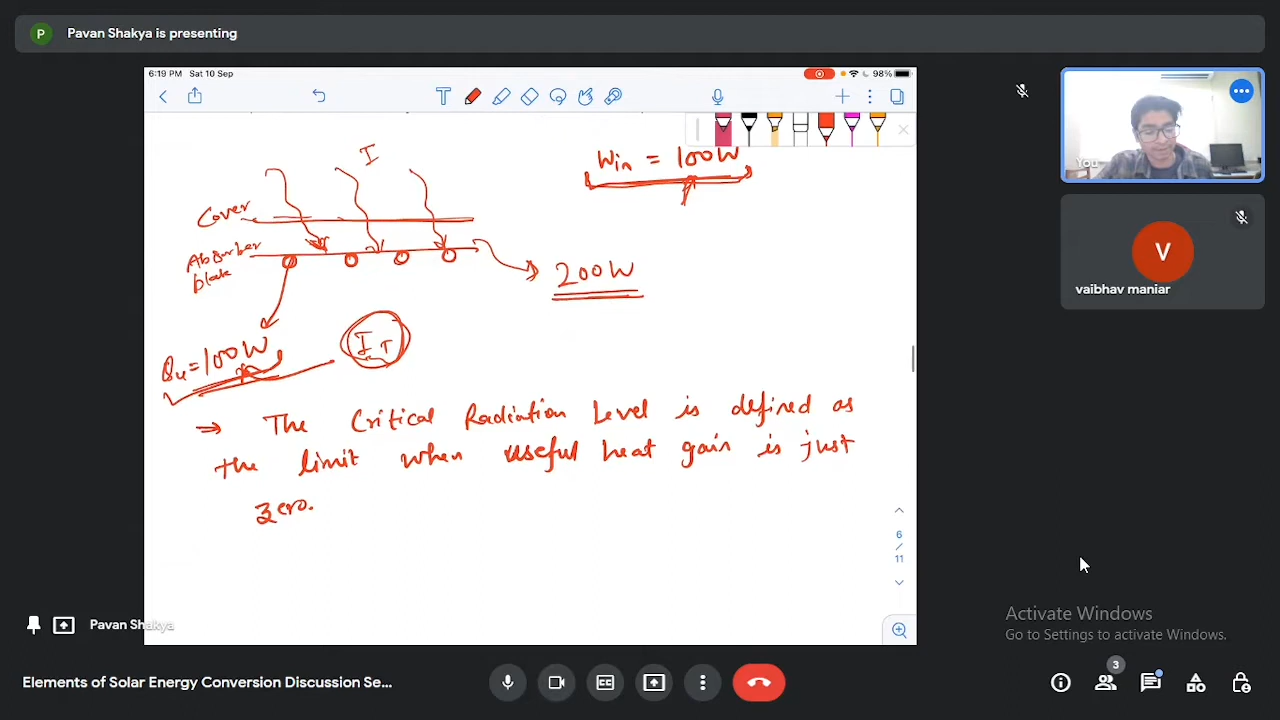 P Pavan Shakya is presenting
6:19 PM Sat 10 Sep
98%
I
Win = 100W
Cover
Absorber
plate
200W
Qu = 100W
IT
→ The Critical Radiation Level is defined as
the limit when useful heat gain is just
zero.
6
/
11
You
V
vaibhav maniar
Pavan Shakya
Activate Windows
Go to Settings to activate Windows.
Elements of Solar Energy Conversion Discussion Se...
CC
3